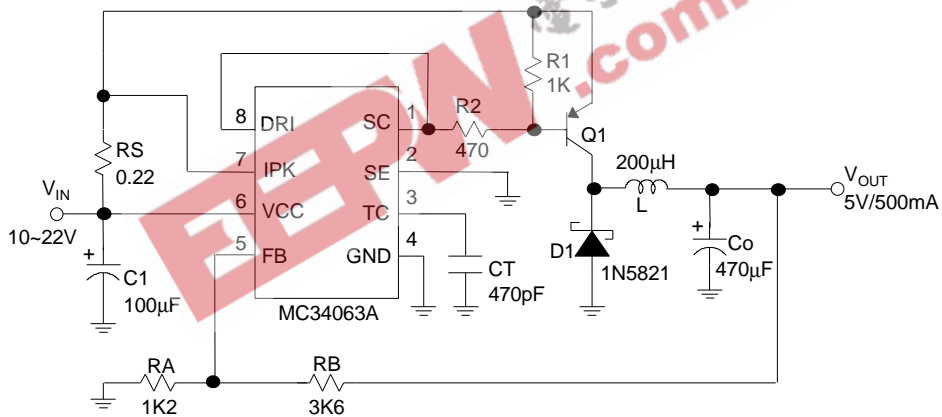 EEPW.com
R1
1K
8
DRI
SC
1
R2
470
Q1
RS
0.22
7
IPK
2
SE
200μH
L
VIN
10~22V
6
VCC
TC
3
VOUT
5V/500mA
5
FB
GND
4
+
C1
100μF
CT
470pF
D1
1N5821
+
Co
470μF
MC34063A
RA
1K2
RB
3K6